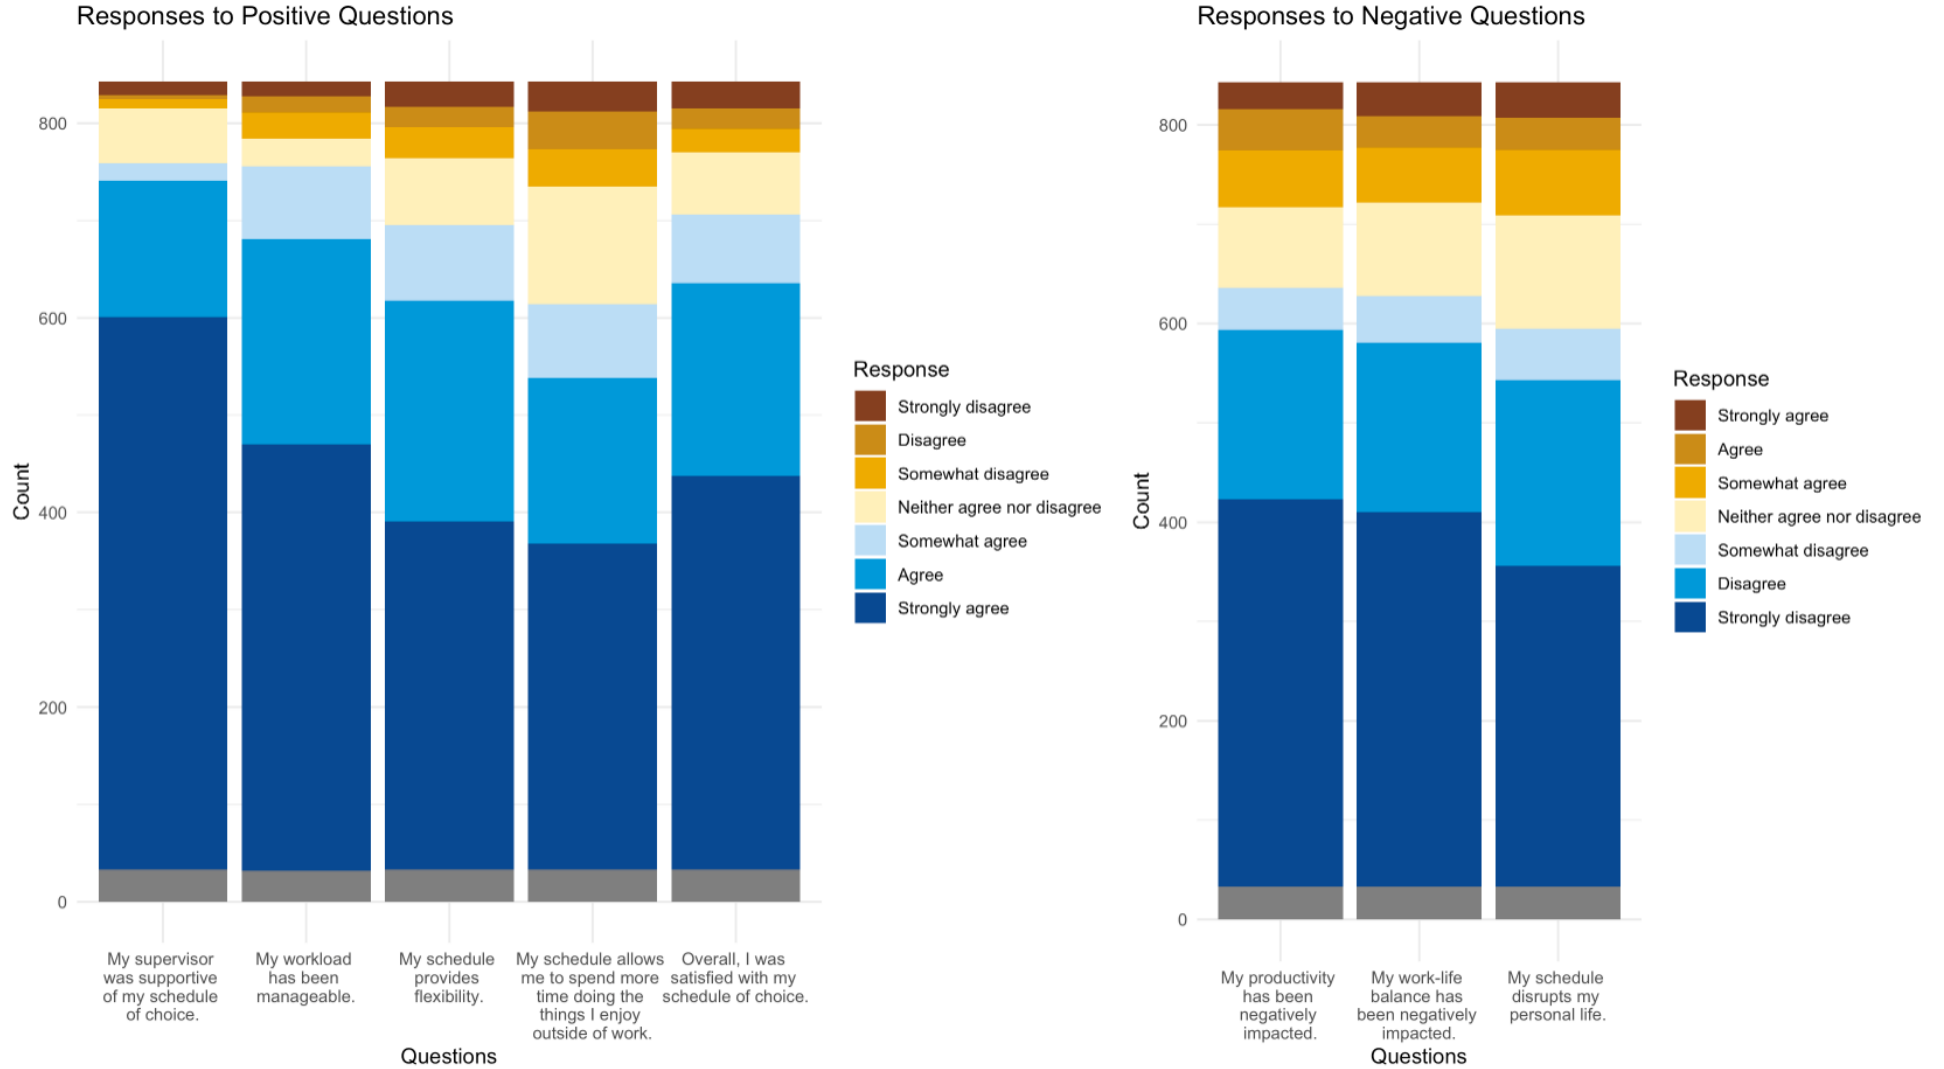 Responses to Positive Questions
Count
800
600
400
200
0
My supervisor
was supportive
of my schedule
of choice.
My workload
has been
manageable.
My schedule
provides
flexibility.
My schedule allows
me to spend more
time doing the
things I enjoy
outside of work.
Overall, I was
satisfied with my
schedule of choice.
Questions
Response
Strongly disagree
Disagree
Somewhat disagree
Neither agree nor disagree
Somewhat agree
Agree
Strongly agree
Responses to Negative Questions
Count
800
600
400
200
0
My productivity
has been
negatively
impacted.
My work-life
balance has
been negatively
impacted.
My schedule
disrupts my
personal life.
Questions
Response
Strongly agree
Agree
Somewhat agree
Neither agree nor disagree
Somewhat disagree
Disagree
Strongly disagree